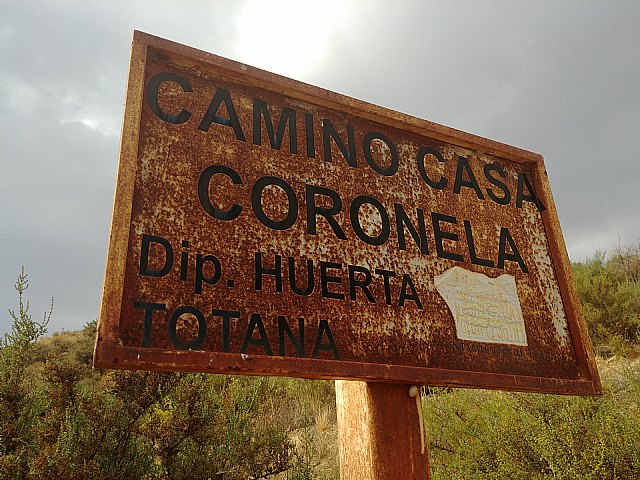 CAMINO CASA
CORONELA
Dip. HUERTA
TOTANA